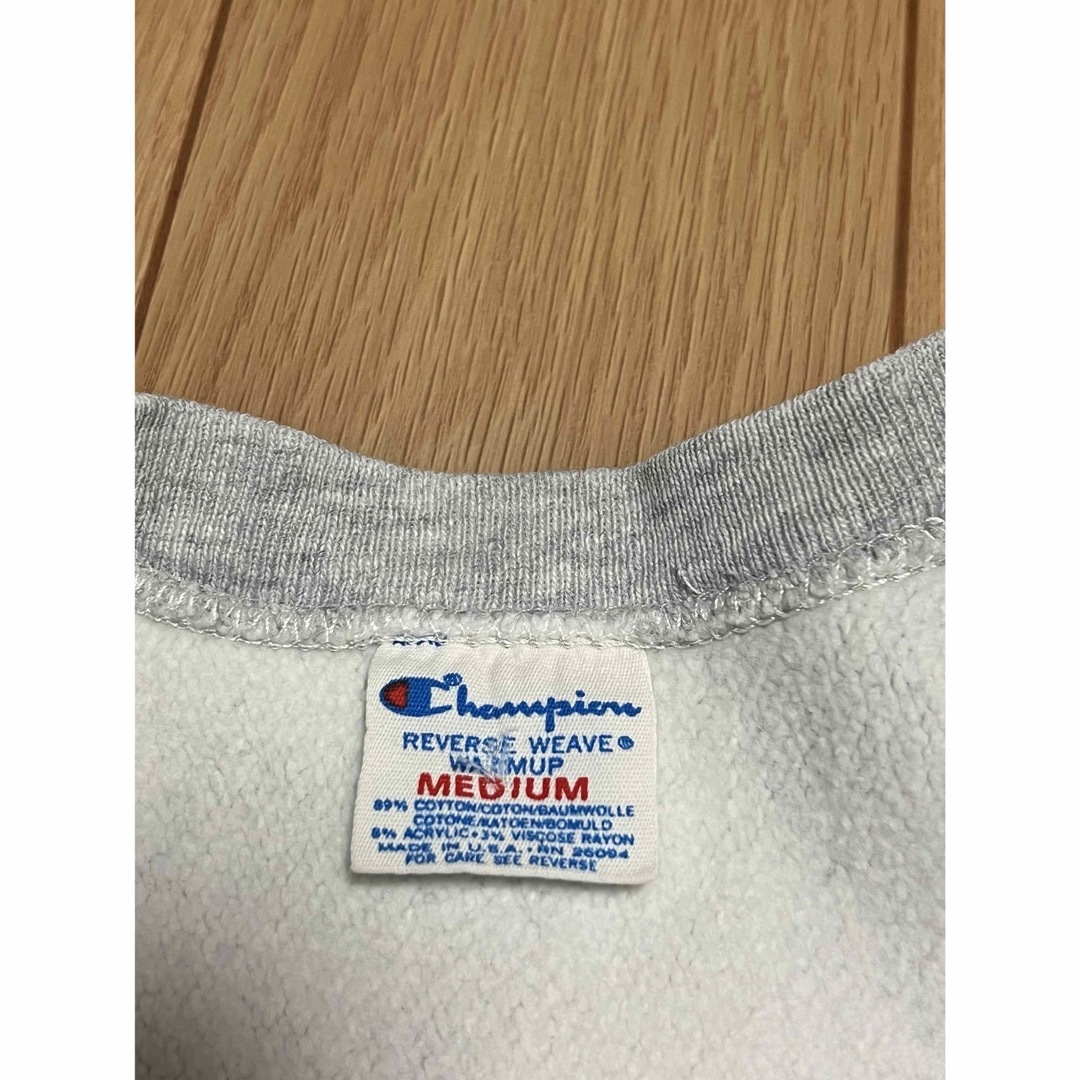 Champion®
REVERSE WEAVE®
WARMUP
MEDIUM
89% COTTON/COTON/BAUMWOLLE
COTONE/KATOEN/BOMULD
8% ACRYLIC • 3% VISCOSE RAYON
MADE IN U.S.A. • RN 26094
FOR CARE SEE REVERSE